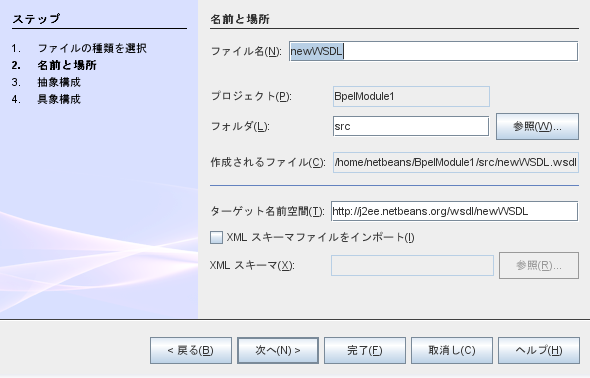 ステップ
1. ファイルの種類を選択
2. 名前と場所
3. 抽象構成
4. 具象構成
名前と場所
ファイル名(N): newWSDL
プロジェクト(P): BpelModule1
フォルダ(L): src 参照(W)...
作成されるファイル(C): /home/netbeans/BpelModule1/src/newWSDL.wsdl
ターゲット名前空間(T): http://j2ee.netbeans.org/wsdl/newWSDL
XML スキーマファイルをインポート(I)
XML スキーマ(X): 参照(R)...
< 戻る(B) 次へ(N) > 完了(F) 取消し(C) ヘルプ(H)